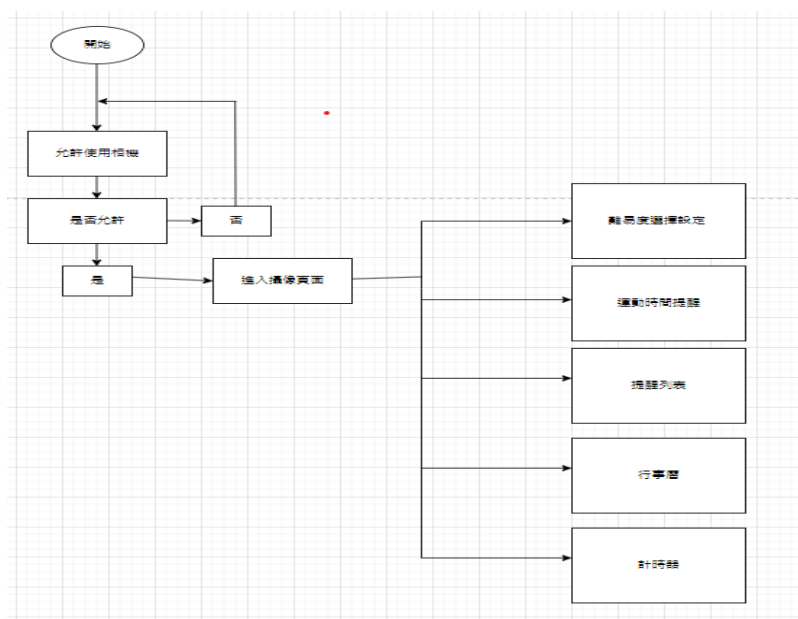 開始
允許使用相機
是否允許
否
是
進入攝像頁面
難易度選擇設定
運動時間提醒
提醒列表
行事曆
計時器